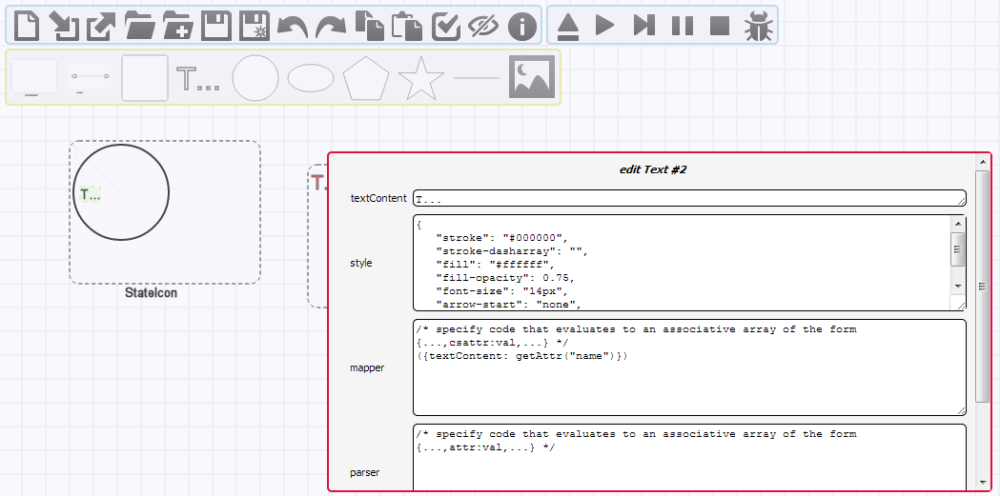 T...
T...
StateIcon
T.
edit Text #2
textContent
T...
style
{
"stroke": "#000000",
"stroke-dasharray": "",
"fill": "#ffffff",
"fill-opacity": 0.75,
"font-size": "14px",
"arrow-start": "none",
mapper
/* specify code that evaluates to an associative array of the form
{...,csattr:val,...} */
({textContent: getAttr("name")})
parser
/* specify code that evaluates to an associative array of the form
{...,attr:val,...} */